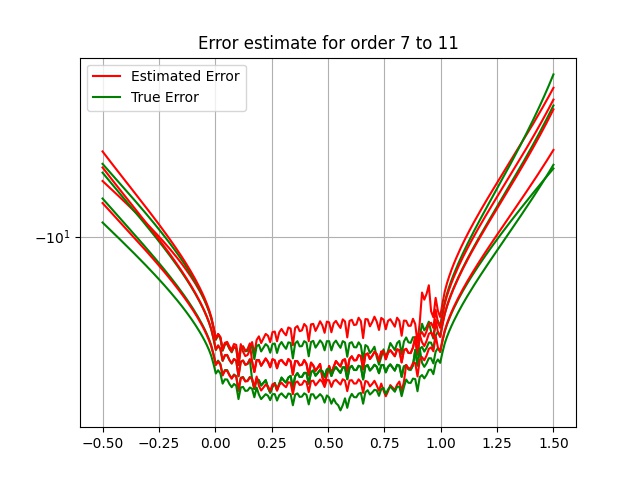 Error estimate for order 7 to 11
Estimated Error
True Error
−10¹
−0.50 −0.25 0.00 0.25 0.50 0.75 1.00 1.25 1.50